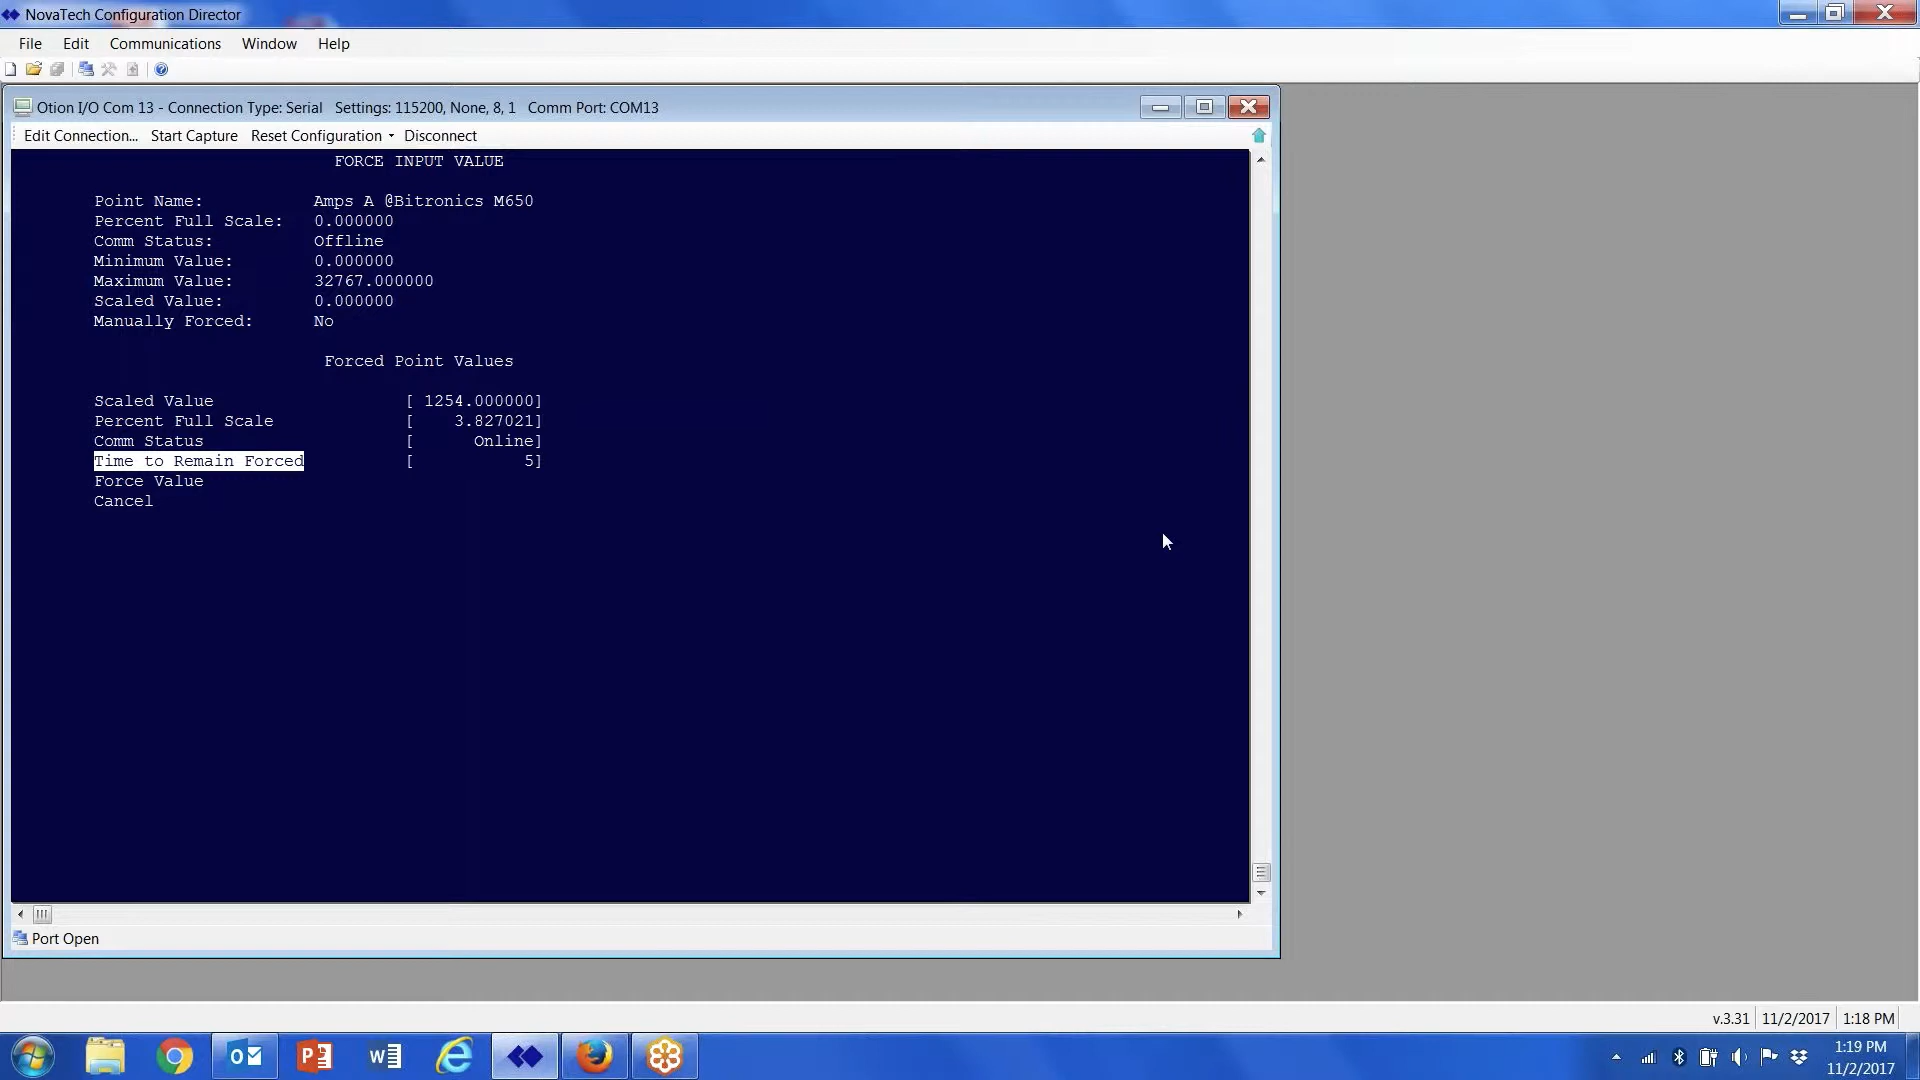 NovaTech Configuration Director
File Edit Communications Window Help
Otion I/O Com 13 - Connection Type: Serial Settings: 115200, None, 8, 1 Comm Port: COM13
Edit Connection... Start Capture Reset Configuration Disconnect
FORCE INPUT VALUE
Point Name: Amps A @Bitronics M650
Percent Full Scale: 0.000000
Comm Status: Offline
Minimum Value: 0.000000
Maximum Value: 32767.000000
Scaled Value: 0.000000
Manually Forced: No
Forced Point Values
Scaled Value [ 1254.000000]
Percent Full Scale [ 3.827021]
Comm Status [ Online]
Time to Remain Forced [ 5]
Force Value
Cancel
Port Open
v.3.31 11/2/2017 1:18 PM
1:19 PM
11/2/2017